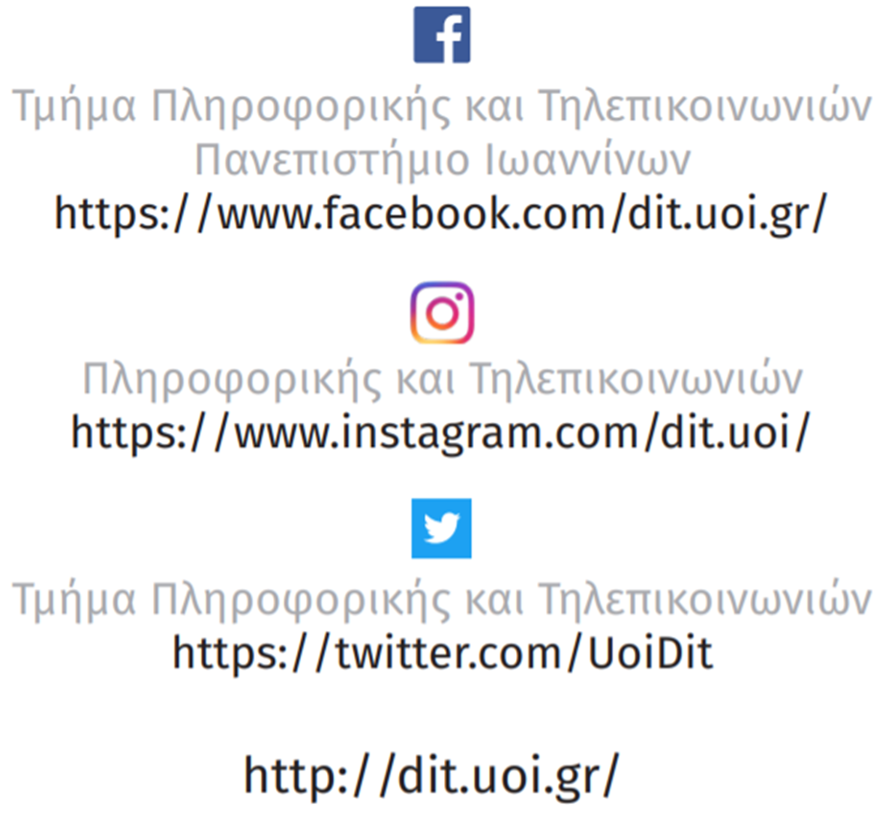 Τμήμα Πληροφορικής και Τηλεπικοινωνιών
Πανεπιστήμιο Ιωαννίνων
https://www.facebook.com/dit.uoi.gr/
Πληροφορικής και Τηλεπικοινωνιών
https://www.instagram.com/dit.uoi/
Τμήμα Πληροφορικής και Τηλεπικοινωνιών
https://twitter.com/UoiDit
http://dit.uoi.gr/